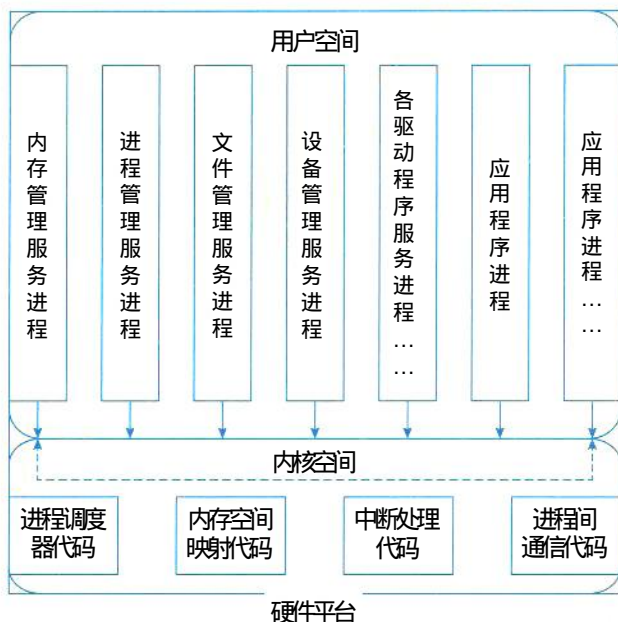 用户空间
内存管理服务进程
进程管理服务进程
文件管理服务进程
设备管理服务进程
各驱动程序服务进程……
应用程序进程
应用程序进程……
内核空间
进程调度
器代码
内存空间
映射代码
中断处理
代码
进程间
通信代码
硬件平台